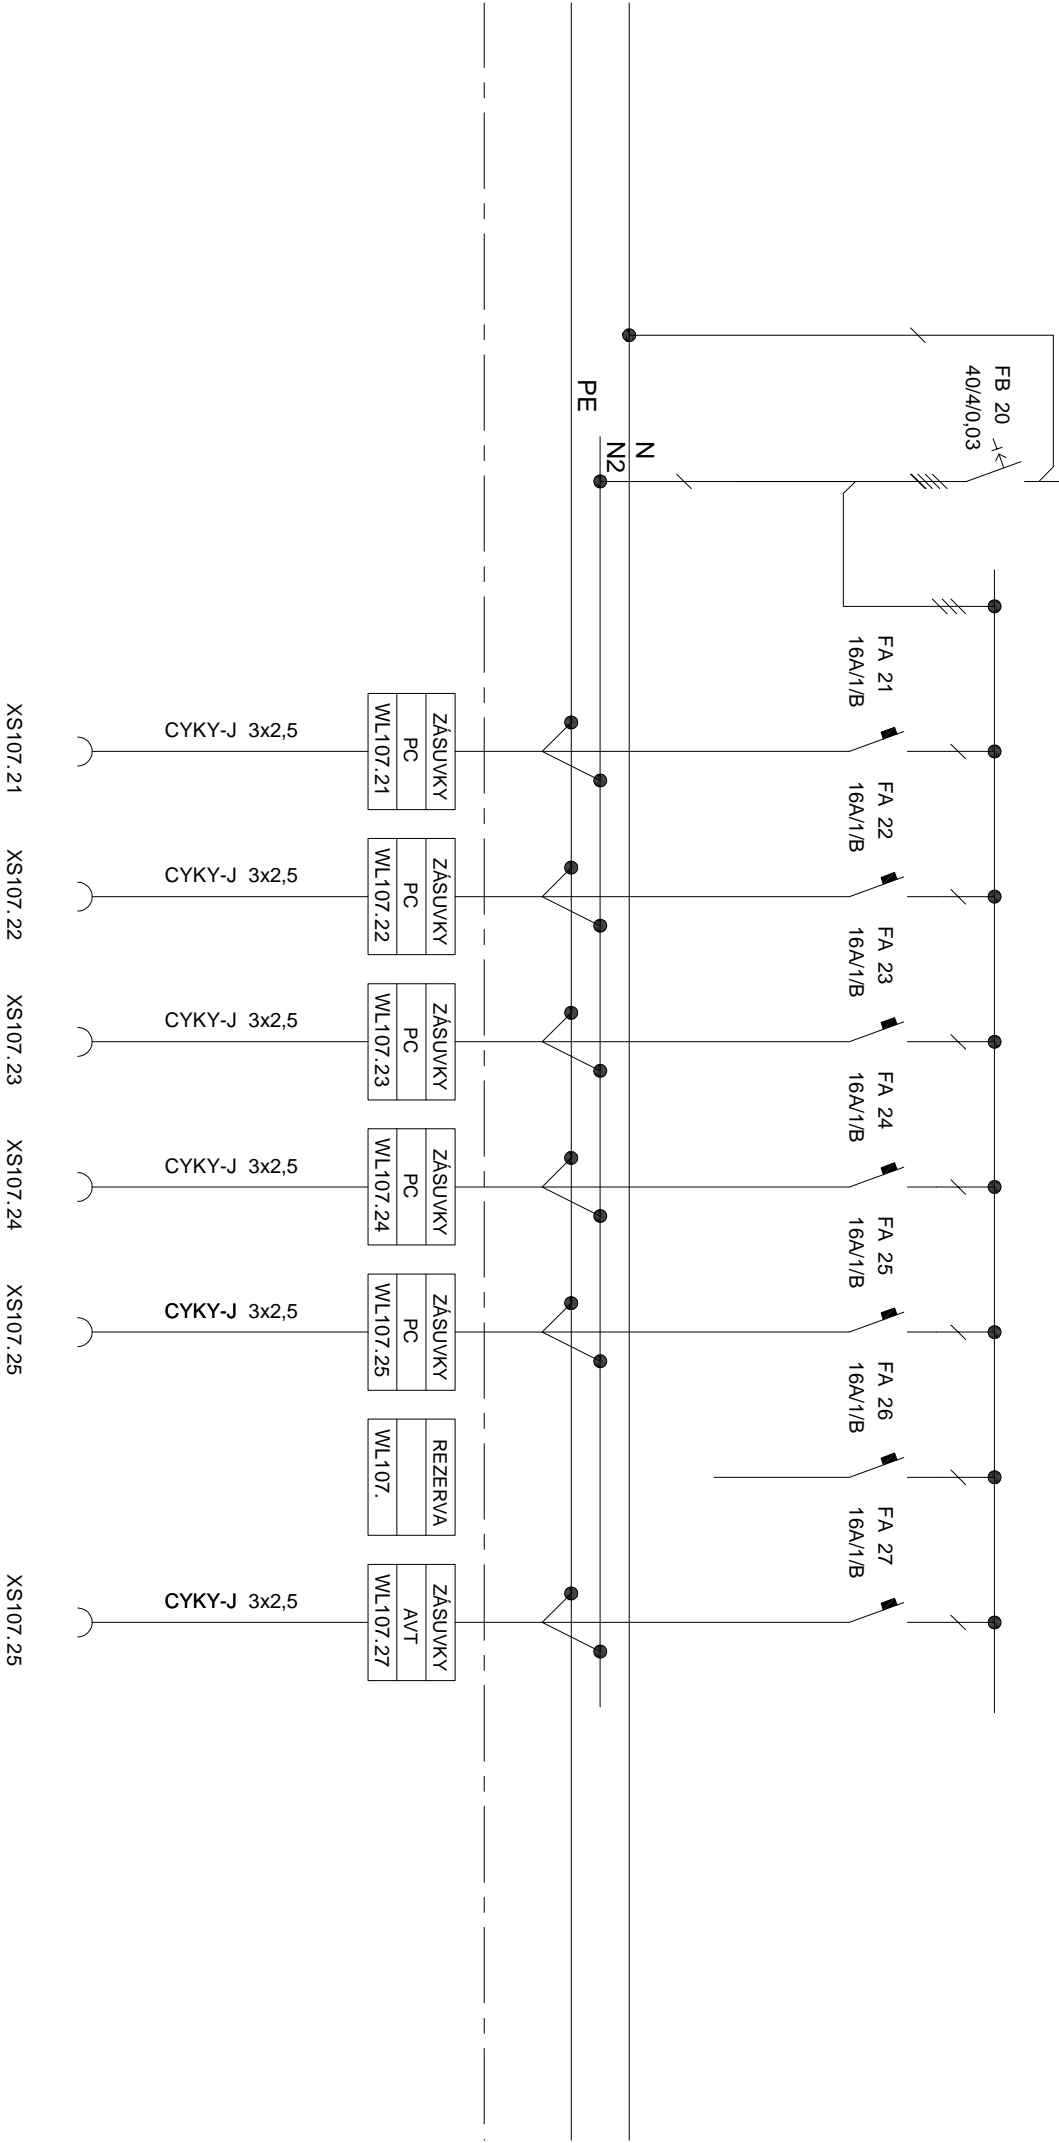 FB 20
40/4/0,03
N
N2
PE
FA 21
16A/1/B
FA 22
16A/1/B
FA 23
16A/1/B
FA 24
16A/1/B
FA 25
16A/1/B
FA 26
16A/1/B
FA 27
16A/1/B
ZÁSUVKY
PC
WL107.21
ZÁSUVKY
PC
WL107.22
ZÁSUVKY
PC
WL107.23
ZÁSUVKY
PC
WL107.24
ZÁSUVKY
PC
WL107.25
REZERVA
WL107.
ZÁSUVKY
AVT
WL107.27
CYKY-J 3x2,5
CYKY-J 3x2,5
CYKY-J 3x2,5
CYKY-J 3x2,5
CYKY-J 3x2,5
CYKY-J 3x2,5
XS107.21
XS107.22
XS107.23
XS107.24
XS107.25
XS107.25